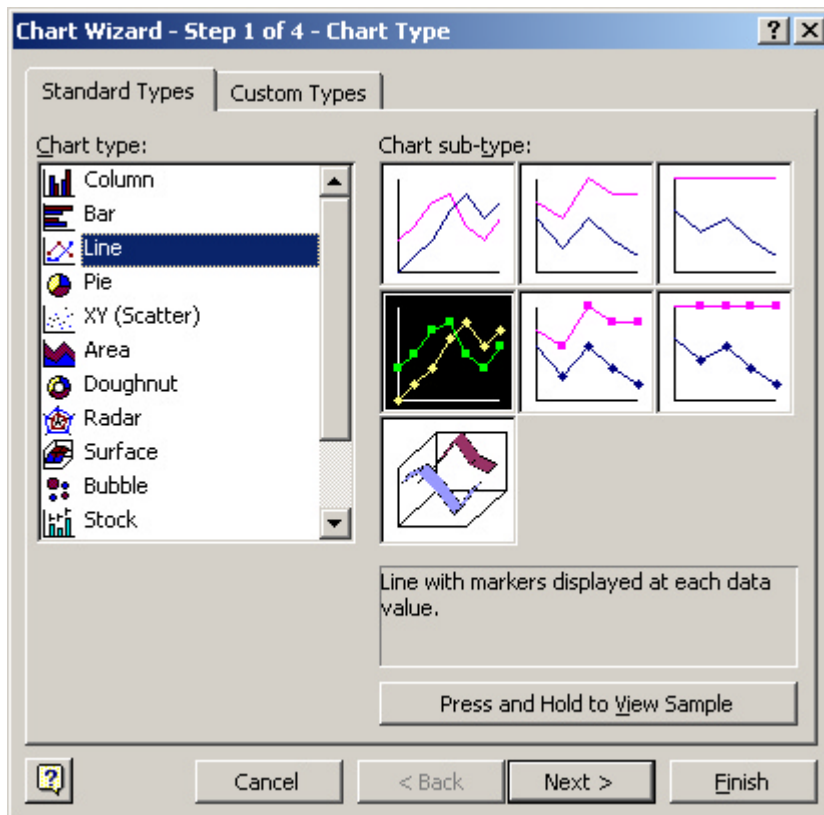 Chart Wizard - Step 1 of 4 - Chart Type
Standard Types
Custom Types
Chart type:
Column
Bar
Line
Pie
XY (Scatter)
Area
Doughnut
Radar
Surface
Bubble
Stock
Chart sub-type:
Line with markers displayed at each data
value.
Press and Hold to View Sample
Cancel
< Back
Next >
Finish